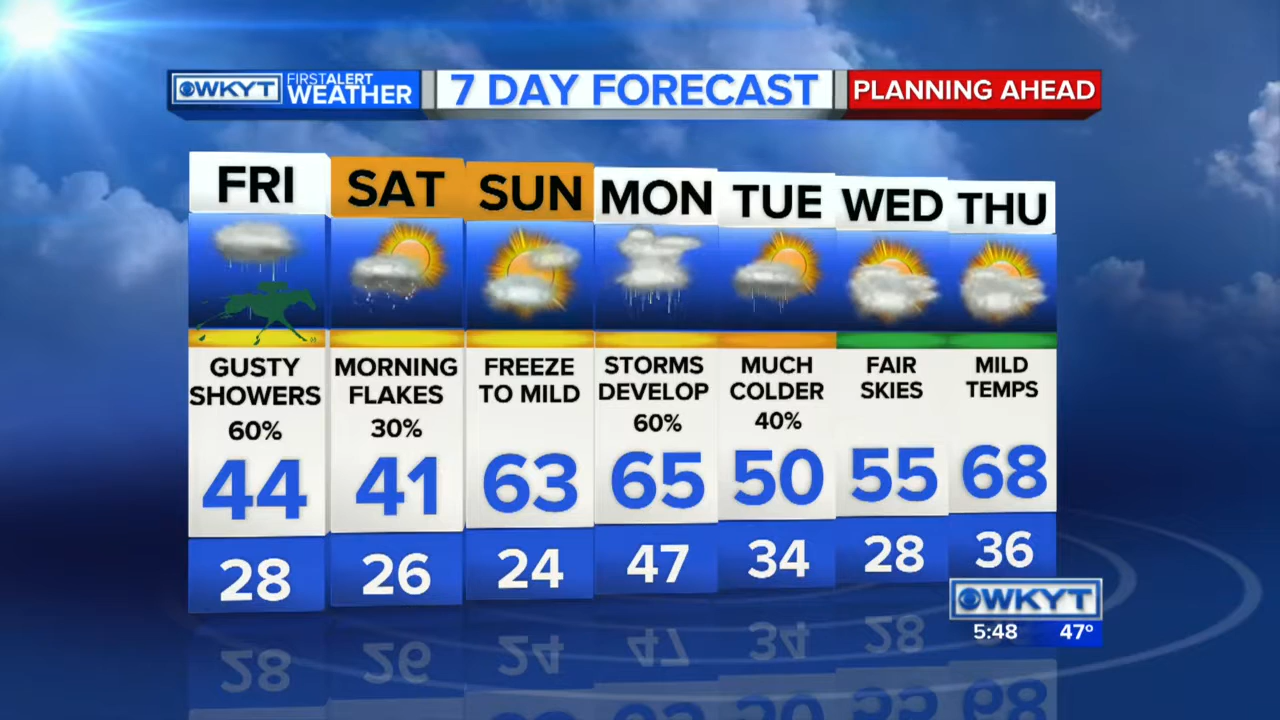 WKYT FIRST ALERT WEATHER 7 DAY FORECAST PLANNING AHEAD
FRI SAT SUN MON TUE WED THU
GUSTY SHOWERS
60%
44
28
MORNING FLAKES
30%
41
26
FREEZE TO MILD
63
24
STORMS DEVELOP
60%
65
47
MUCH COLDER
40%
50
34
FAIR SKIES
55
28
MILD TEMPS
68
36
WKYT
5:48 47°